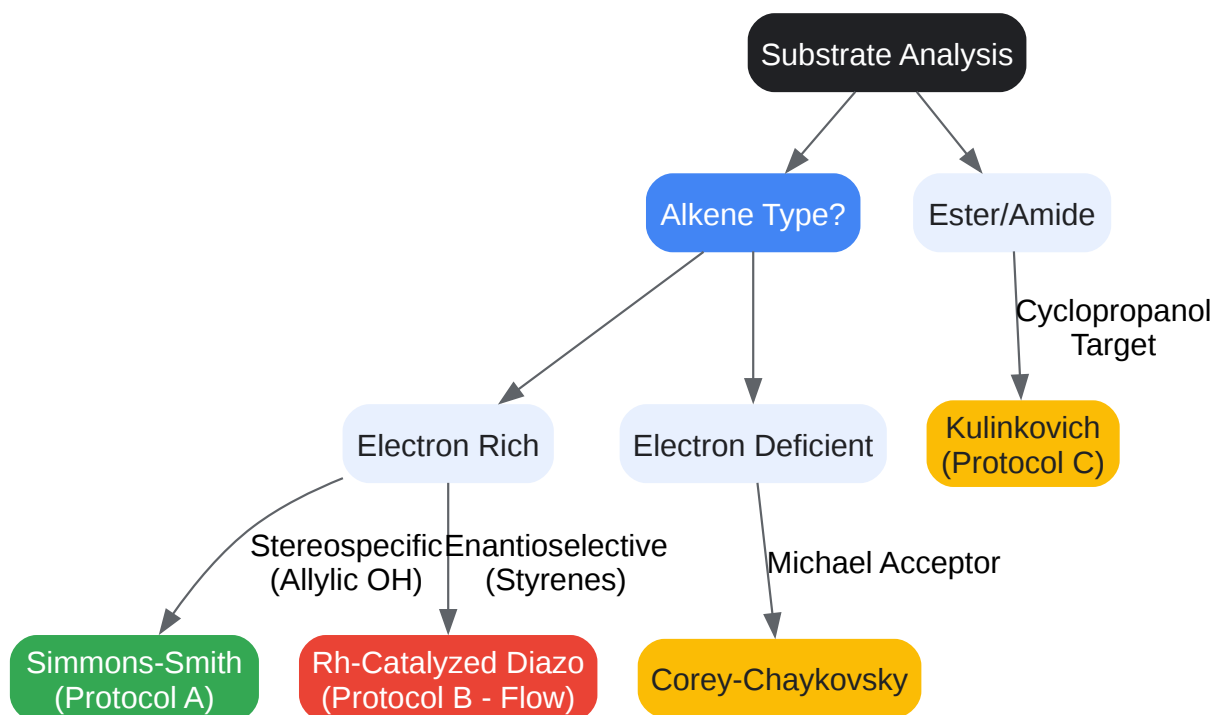 Substrate Analysis
Alkene Type?
Ester/Amide
Cyclopropanol
Target
Electron Rich
Electron Deficient
Kulinkovich
(Protocol C)
Stereospecific
(Allylic OH)
Enantioselective
(Styrenes)
Michael Acceptor
Simmons-Smith
(Protocol A)
Rh-Catalyzed Diazo
(Protocol B - Flow)
Corey-Chaykovsky